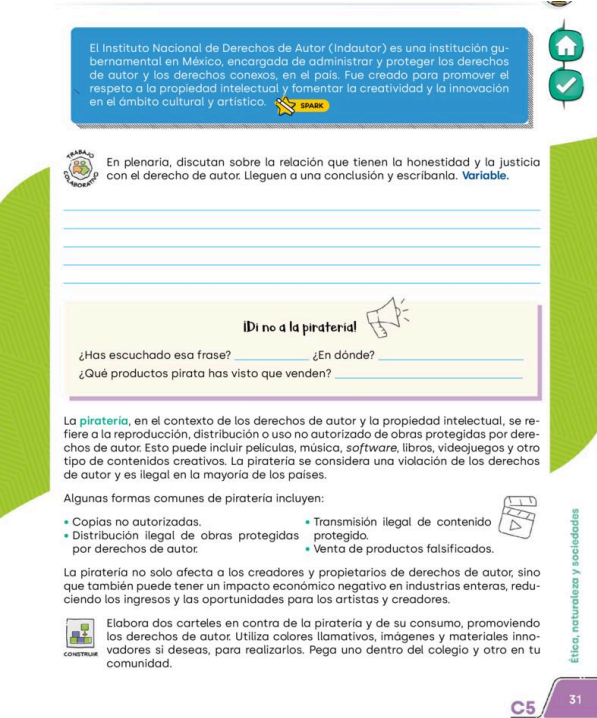 El Instituto Nacional de Derechos de Autor (Indautor) es una institución gu-
bernamental en México, encargada de administrar y proteger los derechos
de autor y los derechos conexos, en el país. Fue creado para promover el
respeto a la propiedad intelectual y fomentar la creatividad y la innovación
en el ámbito cultural y artístico. SPARK
TRABAJO
COLABORATIVO
En plenaria, discutan sobre la relación que tienen la honestidad y la justicia
con el derecho de autor. Lleguen a una conclusión y escríbanla. Variable.
¡Di no a la piratería!
¿Has escuchado esa frase? ¿En dónde?
¿Qué productos pirata has visto que venden?
La piratería, en el contexto de los derechos de autor y la propiedad intelectual, se re-
fiere a la reproducción, distribución o uso no autorizado de obras protegidas por dere-
chos de autor. Esto puede incluir películas, música, software, libros, videojuegos y otro
tipo de contenidos creativos. La piratería se considera una violación de los derechos
de autor y es ilegal en la mayoría de los países.
Algunas formas comunes de piratería incluyen:
• Copias no autorizadas.
• Distribución ilegal de obras protegidas
por derechos de autor.
• Transmisión ilegal de contenido
protegido.
• Venta de productos falsificados.
La piratería no solo afecta a los creadores y propietarios de derechos de autor, sino
que también puede tener un impacto económico negativo en industrias enteras, redu-
ciendo los ingresos y las oportunidades para los artistas y creadores.
CONSTRUIR
Elabora dos carteles en contra de la piratería y de su consumo, promoviendo
los derechos de autor. Utiliza colores llamativos, imágenes y materiales inno-
vadores si deseas, para realizarlos. Pega uno dentro del colegio y otro en tu
comunidad.
Ética, naturaleza y sociedades
C5
31